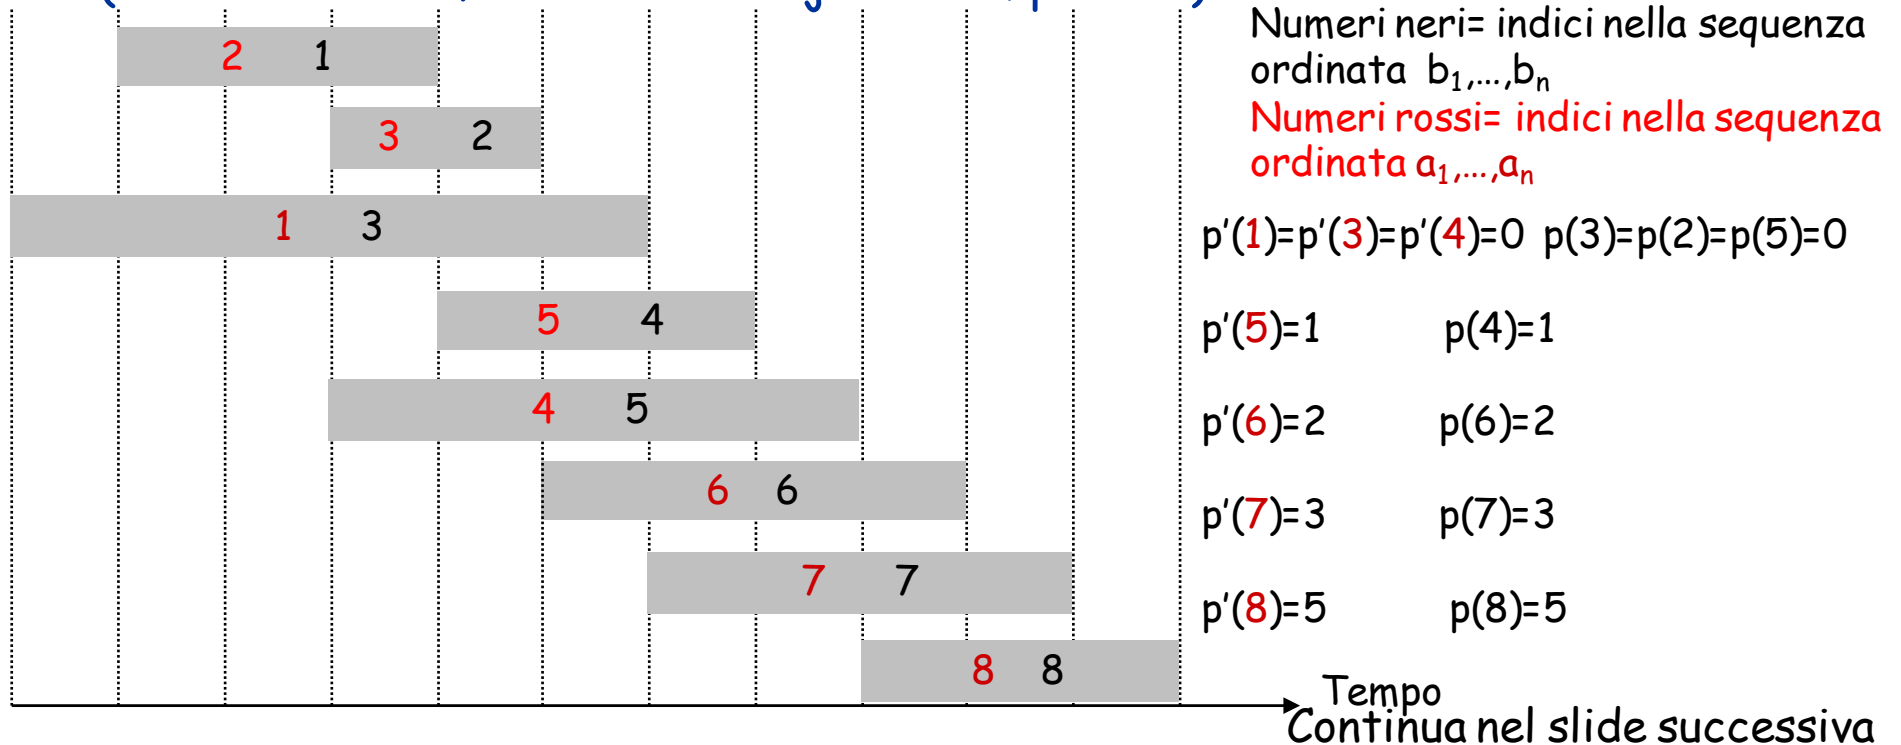 2 1
3 2
1 3
5 4
4 5
6 6
7 7
8 8
Numeri neri= indici nella sequenza
ordinata b₁,…,bₙ
Numeri rossi= indici nella sequenza
ordinata a₁,…,aₙ
p'(1)=p'(3)=p'(4)=0 p(3)=p(2)=p(5)=0
p'(5)=1 p(4)=1
p'(6)=2 p(6)=2
p'(7)=3 p(7)=3
p'(8)=5 p(8)=5
Tempo
Continua nel slide successiva